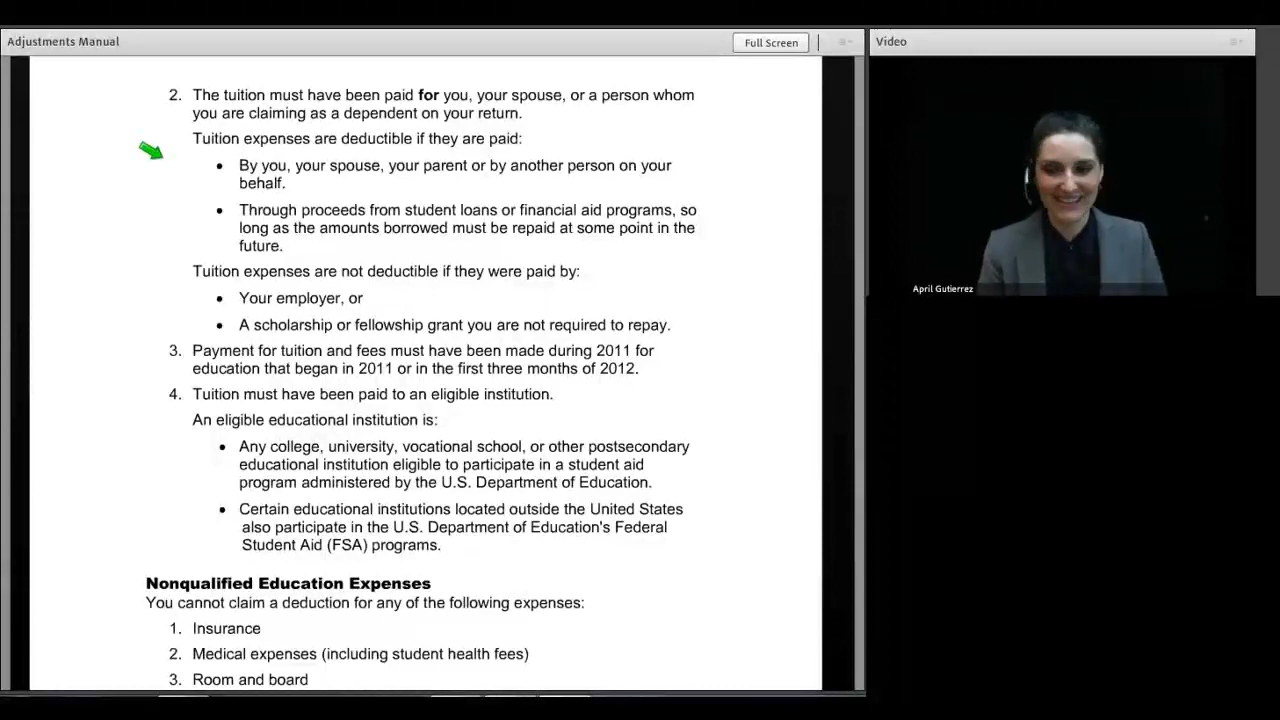 Adjustments Manual
Full Screen
Video
2. The tuition must have been paid for you, your spouse, or a person whom
you are claiming as a dependent on your return.
Tuition expenses are deductible if they are paid:
• By you, your spouse, your parent or by another person on your
behalf.
• Through proceeds from student loans or financial aid programs, so
long as the amounts borrowed must be repaid at some point in the
future.
Tuition expenses are not deductible if they were paid by:
• Your employer, or
• A scholarship or fellowship grant you are not required to repay.
3. Payment for tuition and fees must have been made during 2011 for
education that began in 2011 or in the first three months of 2012.
4. Tuition must have been paid to an eligible institution.
An eligible educational institution is:
• Any college, university, vocational school, or other postsecondary
educational institution eligible to participate in a student aid
program administered by the U.S. Department of Education.
• Certain educational institutions located outside the United States
also participate in the U.S. Department of Education's Federal
Student Aid (FSA) programs.
Nonqualified Education Expenses
You cannot claim a deduction for any of the following expenses:
1. Insurance
2. Medical expenses (including student health fees)
3. Room and board
April Gutierrez